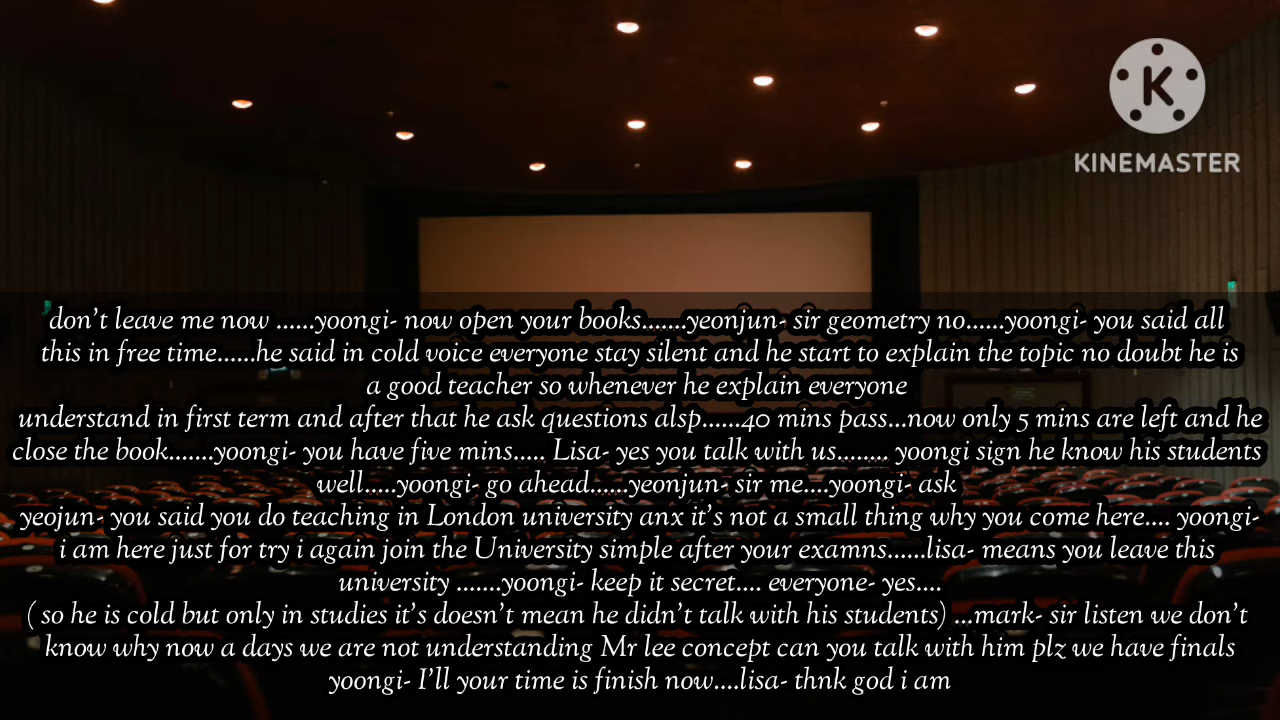 K
KINEMASTER
don't leave me now ......yoongi- now open your books.......yeonjun- sir geometry no......yoongi- you said all
this in free time......he said in cold voice everyone stay silent and he start to explain the topic no doubt he is
a good teacher so whenever he explain everyone
understand in first term and after that he ask questions alsp......40 mins pass...now only 5 mins are left and he
close the book.......yoongi- you have five mins..... Lisa- yes you talk with us........ yoongi sign he know his students
well.....yoongi- go ahead......yeonjun- sir me....yoongi- ask
yeojun- you said you do teaching in London university anx it's not a small thing why you come here.... yoongi-
i am here just for try i again join the University simple after your examns......lisa- means you leave this
university .......yoongi- keep it secret.... everyone- yes....
( so he is cold but only in studies it's doesn't mean he didn't talk with his students) ...mark- sir listen we don't
know why now a days we are not understanding Mr lee concept can you talk with him plz we have finals
yoongi- I'll your time is finish now....lisa- thnk god i am